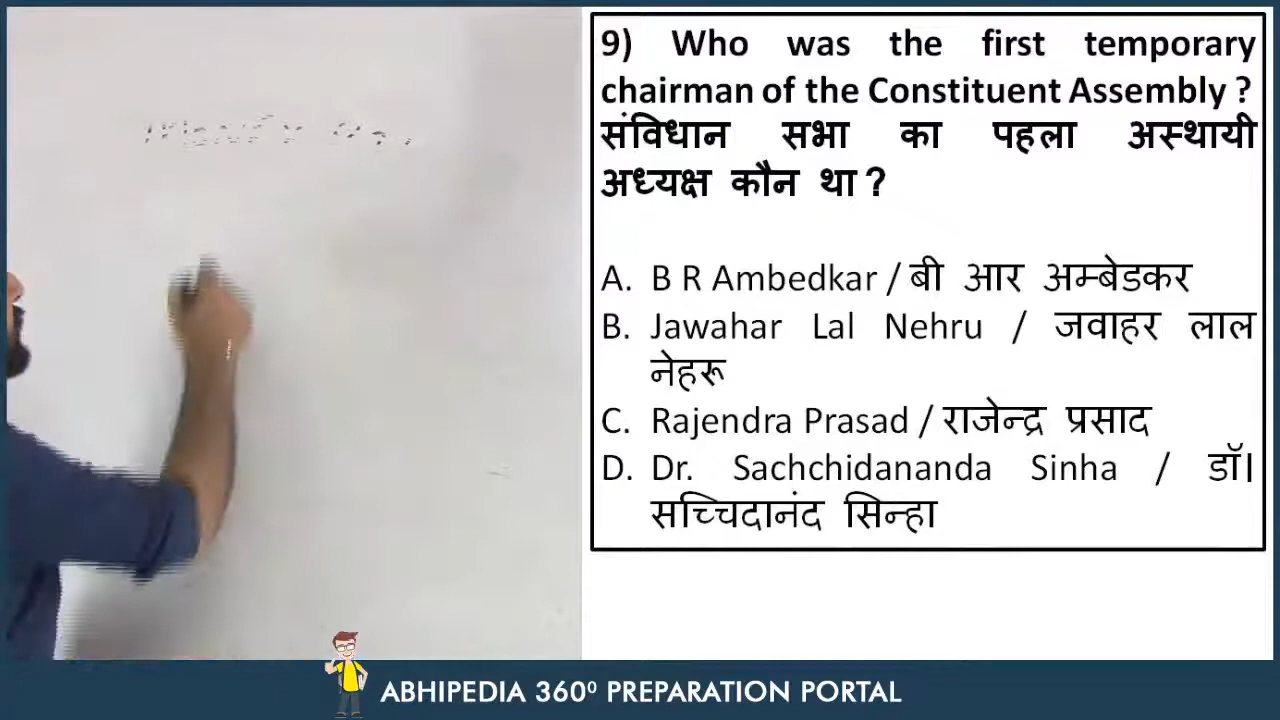 9) Who was the first temporary
chairman of the Constituent Assembly ?
संविधान सभा का पहला अस्थायी
अध्यक्ष कौन था ?
A. B R Ambedkar / बी आर अम्बेडकर
B. Jawahar Lal Nehru / जवाहर लाल
नेहरू
C. Rajendra Prasad / राजेन्द्र प्रसाद
D. Dr. Sachchidananda Sinha / डॉ।
सच्चिदानंद सिन्हा
ABHIPEDIA 360⁰ PREPARATION PORTAL